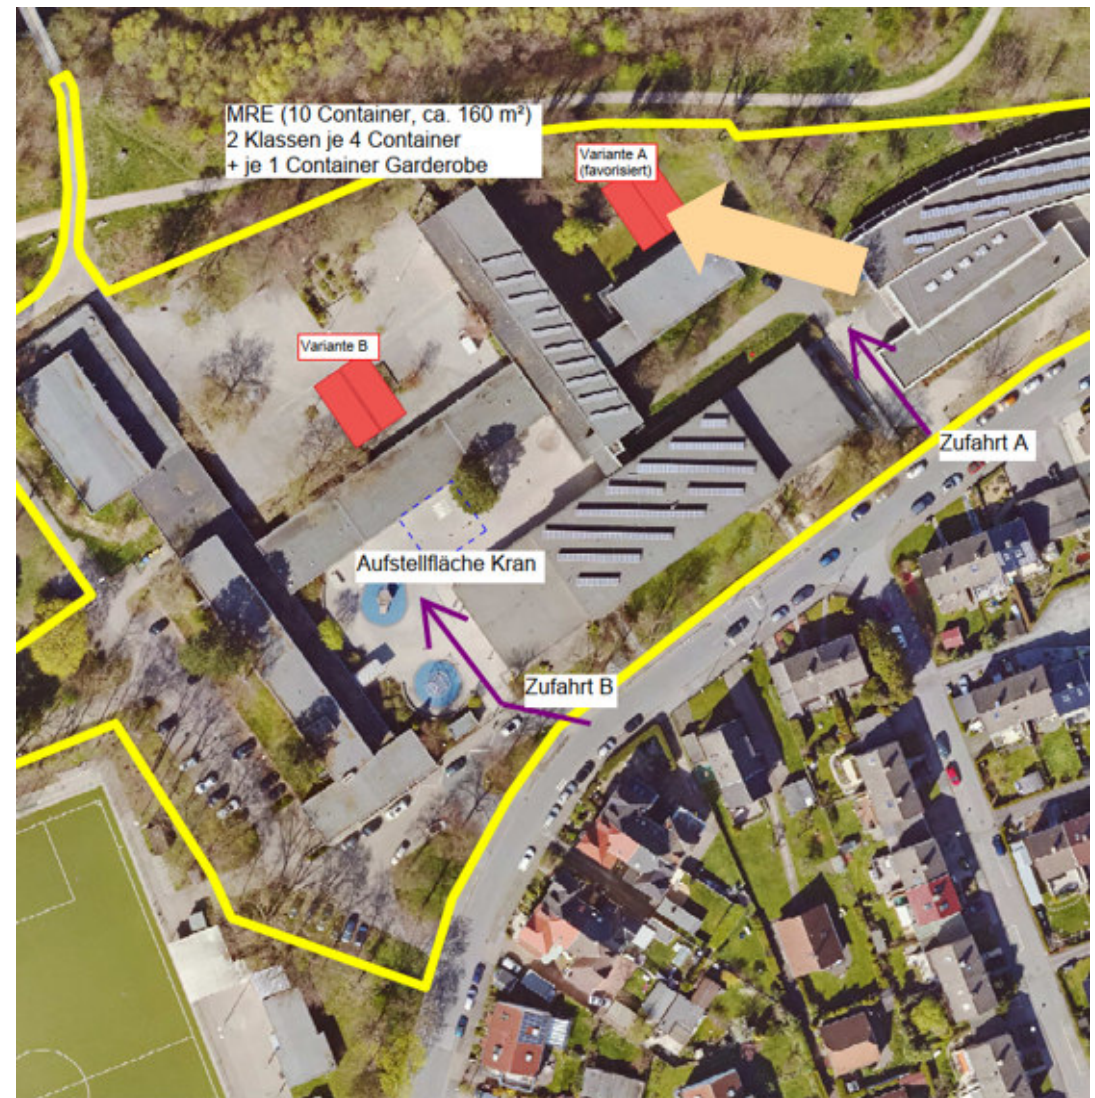 MRE (10 Container, ca. 160 m²)
2 Klassen je 4 Container
+ je 1 Container Garderobe
Variante A
(favorisiert)
Variante B
Zufahrt A
Aufstellfläche Kran
Zufahrt B